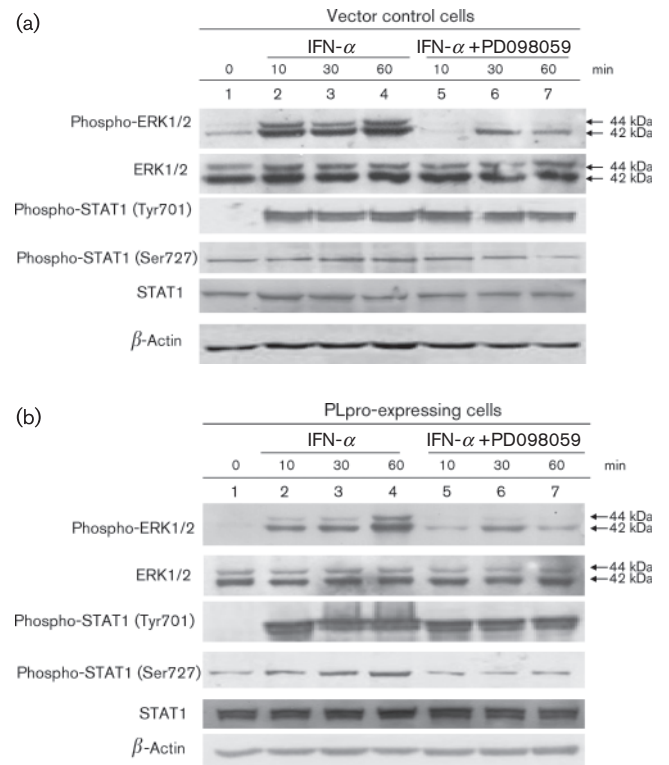 (a)
Vector control cells
IFN-α IFN-α +PD098059
0 10 30 60 10 30 60 min
1 2 3 4 5 6 7
Phospho-ERK1/2 44 kDa
42 kDa
ERK1/2 44 kDa
42 kDa
Phospho-STAT1 (Tyr701)
Phospho-STAT1 (Ser727)
STAT1
β-Actin
(b)
PLpro-expressing cells
IFN-α IFN-α +PD098059
0 10 30 60 10 30 60 min
1 2 3 4 5 6 7
Phospho-ERK1/2 44 kDa
42 kDa
ERK1/2 44 kDa
42 kDa
Phospho-STAT1 (Tyr701)
Phospho-STAT1 (Ser727)
STAT1
β-Actin